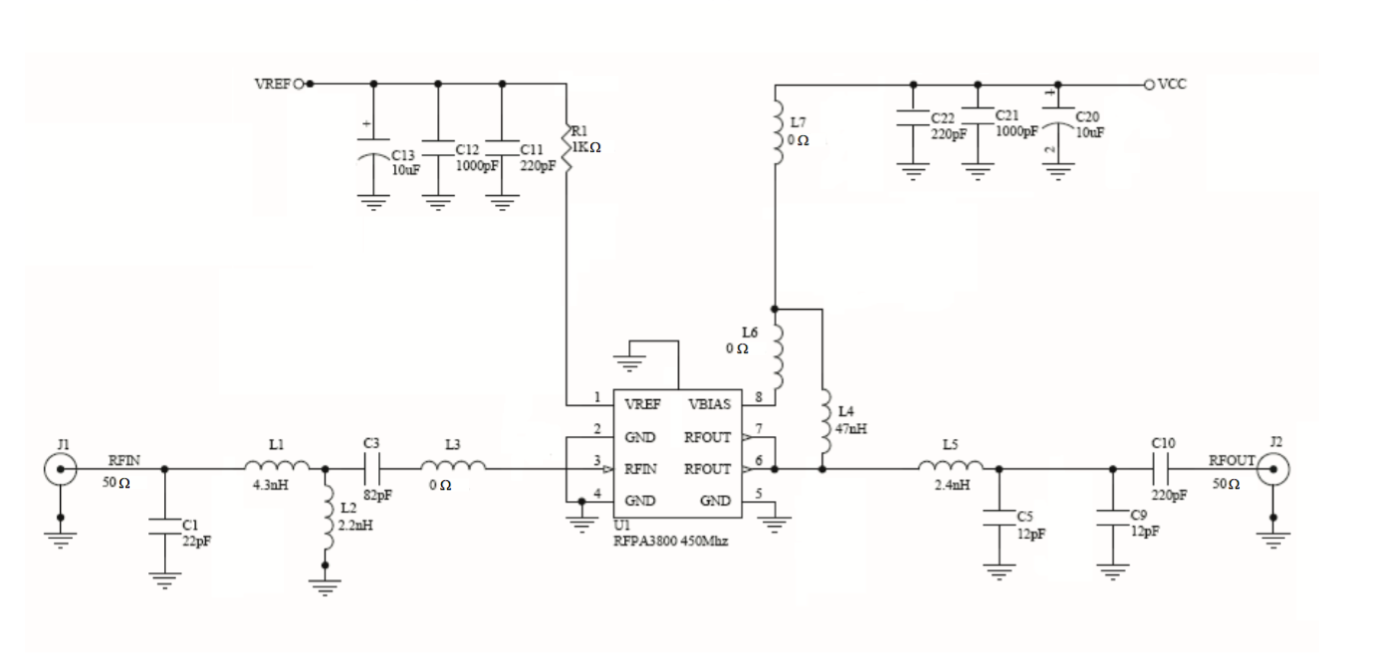 VREF
VCC
+
C13
10uF
C12
1000pF
C11
220pF
R1
1KΩ
L7
0 Ω
C22
220pF
C21
1000pF
+
C20
10uF
2
L6
0 Ω
L4
47nH
1
VREF
VBIAS
8
2
GND
RFOUT
7
3
RFIN
RFOUT
6
4
GND
GND
5
U1
RFPA3800 450Mhz
J1
RFIN
50 Ω
C1
22pF
L1
4.3nH
L2
2.2nH
C3
82pF
L3
0 Ω
L5
2.4nH
C5
12pF
C9
12pF
C10
220pF
RFOUT
50 Ω
J2